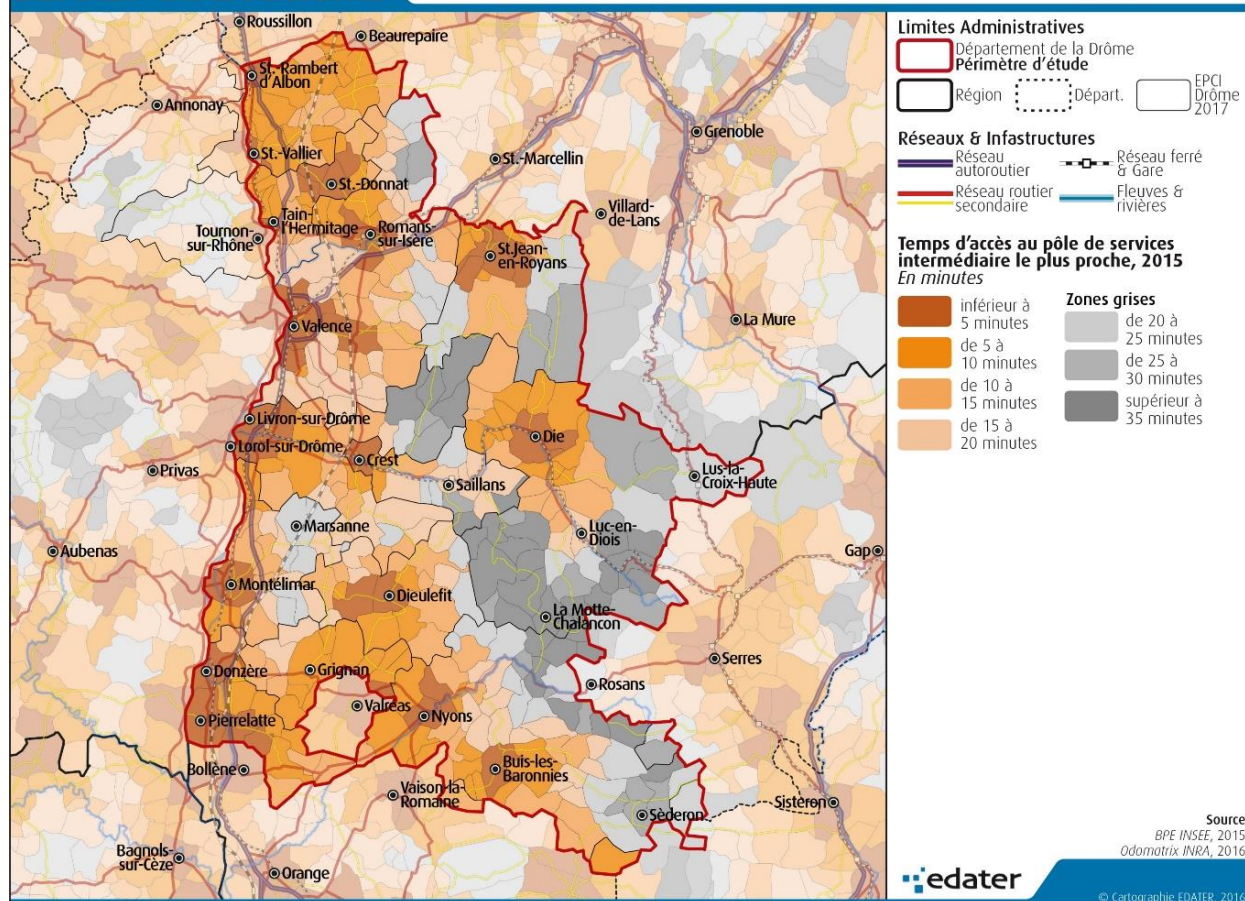 Roussillon
Beaurepaire
St.-Rambert
d'Albon
Annonay
Grenoble
St.-Vallier
St.-Marcellin
St.-Donnat
Villard-
de-Lans
Tain-
l'Hermitage
Tournon-
sur-Rhône
Romans-
sur-Isère
St.Jean-
en-Royans
Valence
La Mure
Livron-sur-Drôme
Lorol-sur-Drôme
Die
Privas
Crest
Saillans
Lus-la-
Croix-Haute
Marsanne
Luc-en-
Diois
Aubenas
Gap
Montélimar
Dieulefit
La Motte-
Chalancon
Donzère
Grignan
Serres
Rosans
Valréas
Pierrelatte
Nyons
Bollène
Buis-les-
Baronnies
Vaison-la-
Romaine
Sèderon
Sisteron
Bagnols-
sur-Cèze
Orange
Limites Administratives
Département de la Drôme
Périmètre d'étude
Région
Départ.
EPCI
Drôme
2017
Réseaux & Infastructures
Réseau
autoroutier
Réseau ferré
& Gare
Réseau routier
secondaire
Fleuves &
rivières
Temps d'accès au pôle de services
intermédiaire le plus proche, 2015
En minutes
inférieur à
5 minutes
de 5 à
10 minutes
de 10 à
15 minutes
de 15 à
20 minutes
Zones grises
de 20 à
25 minutes
de 25 à
30 minutes
supérieur à
35 minutes
Source
BPE INSEE, 2015
Odomatrix INRA, 2016
edater
© Cartographie EDATER, 2016